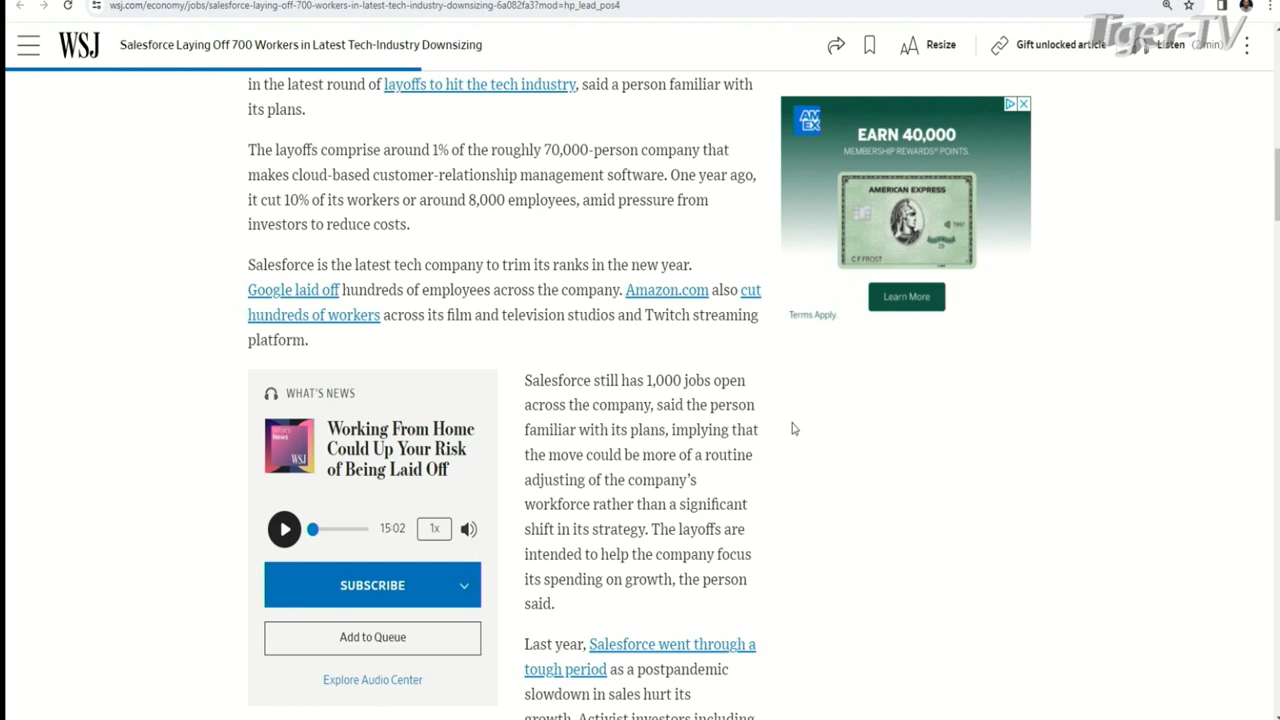 wsj.com/economy/jobs/salesforce-laying-off-700-workers-in-latest-tech-industry-downsizing-6a082fa3?mod=hp_lead_pos4
Tiger-TV
WSJ
Salesforce Laying Off 700 Workers in Latest Tech-Industry Downsizing
AA Resize
Gift unlocked article
Listen (2 min)
in the latest round of layoffs to hit the tech industry, said a person familiar with
its plans.
The layoffs comprise around 1% of the roughly 70,000-person company that
makes cloud-based customer-relationship management software. One year ago,
it cut 10% of its workers or around 8,000 employees, amid pressure from
investors to reduce costs.
Salesforce is the latest tech company to trim its ranks in the new year.
Google laid off hundreds of employees across the company. Amazon.com also cut
hundreds of workers across its film and television studios and Twitch streaming
platform.
AM
EX
EARN 40,000
MEMBERSHIP REWARDS® POINTS.
AMERICAN EXPRESS
C F FROST
Learn More
Terms Apply.
WHAT'S NEWS
What's
News
WSJ
Working From Home
Could Up Your Risk
of Being Laid Off
15:02
1x
SUBSCRIBE
Add to Queue
Explore Audio Center
Salesforce still has 1,000 jobs open
across the company, said the person
familiar with its plans, implying that
the move could be more of a routine
adjusting of the company's
workforce rather than a significant
shift in its strategy. The layoffs are
intended to help the company focus
its spending on growth, the person
said.
Last year, Salesforce went through a
tough period as a postpandemic
slowdown in sales hurt its
growth. Activist investors including